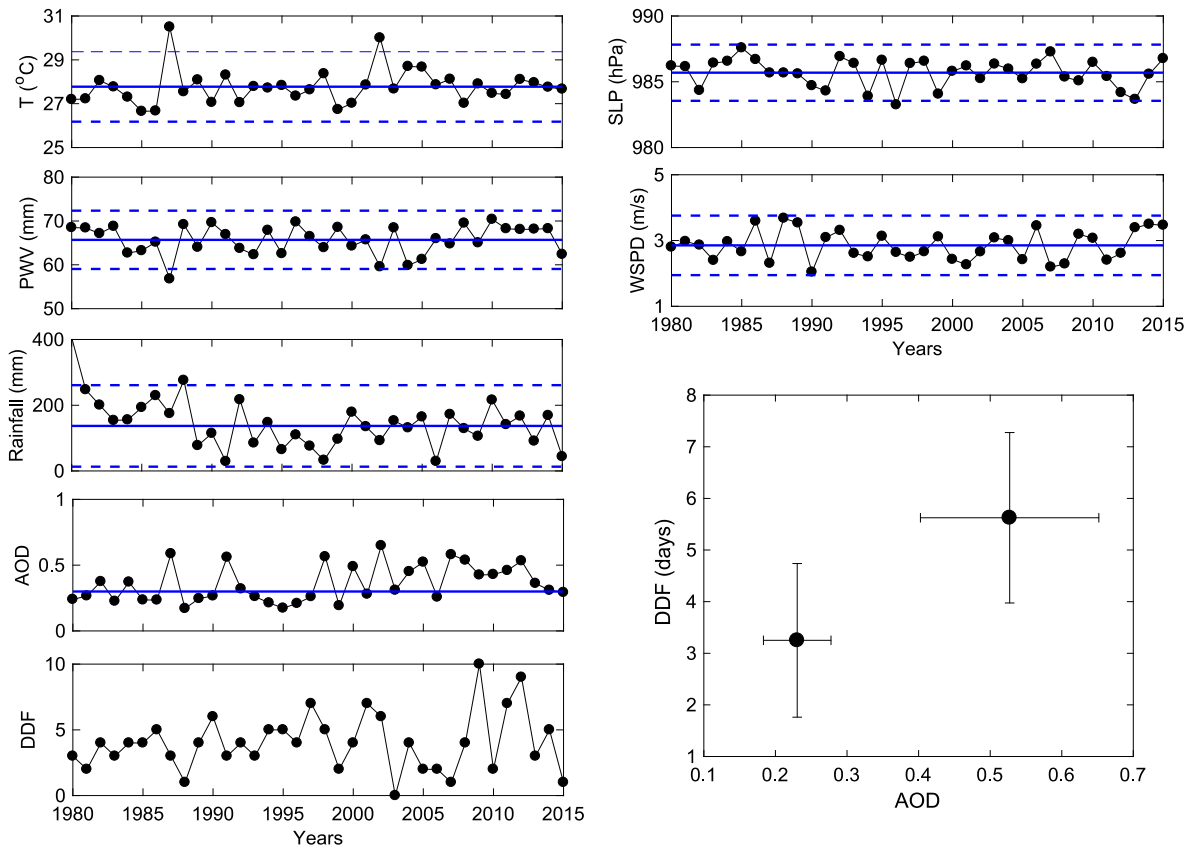 31
29
27
25
T (°C)
80
70
60
50
PWV (mm)
400
200
0
Rainfall (mm)
1
0.5
0
AOD
10
5
0
DDF
1980 1985 1990 1995 2000 2005 2010 2015
Years
990
985
980
SLP (hPa)
5
3
1
WSPD (m/s)
1980 1985 1990 1995 2000 2005 2010 2015
Years
8
7
6
5
4
3
2
1
DDF (days)
0.1 0.2 0.3 0.4 0.5 0.6 0.7
AOD